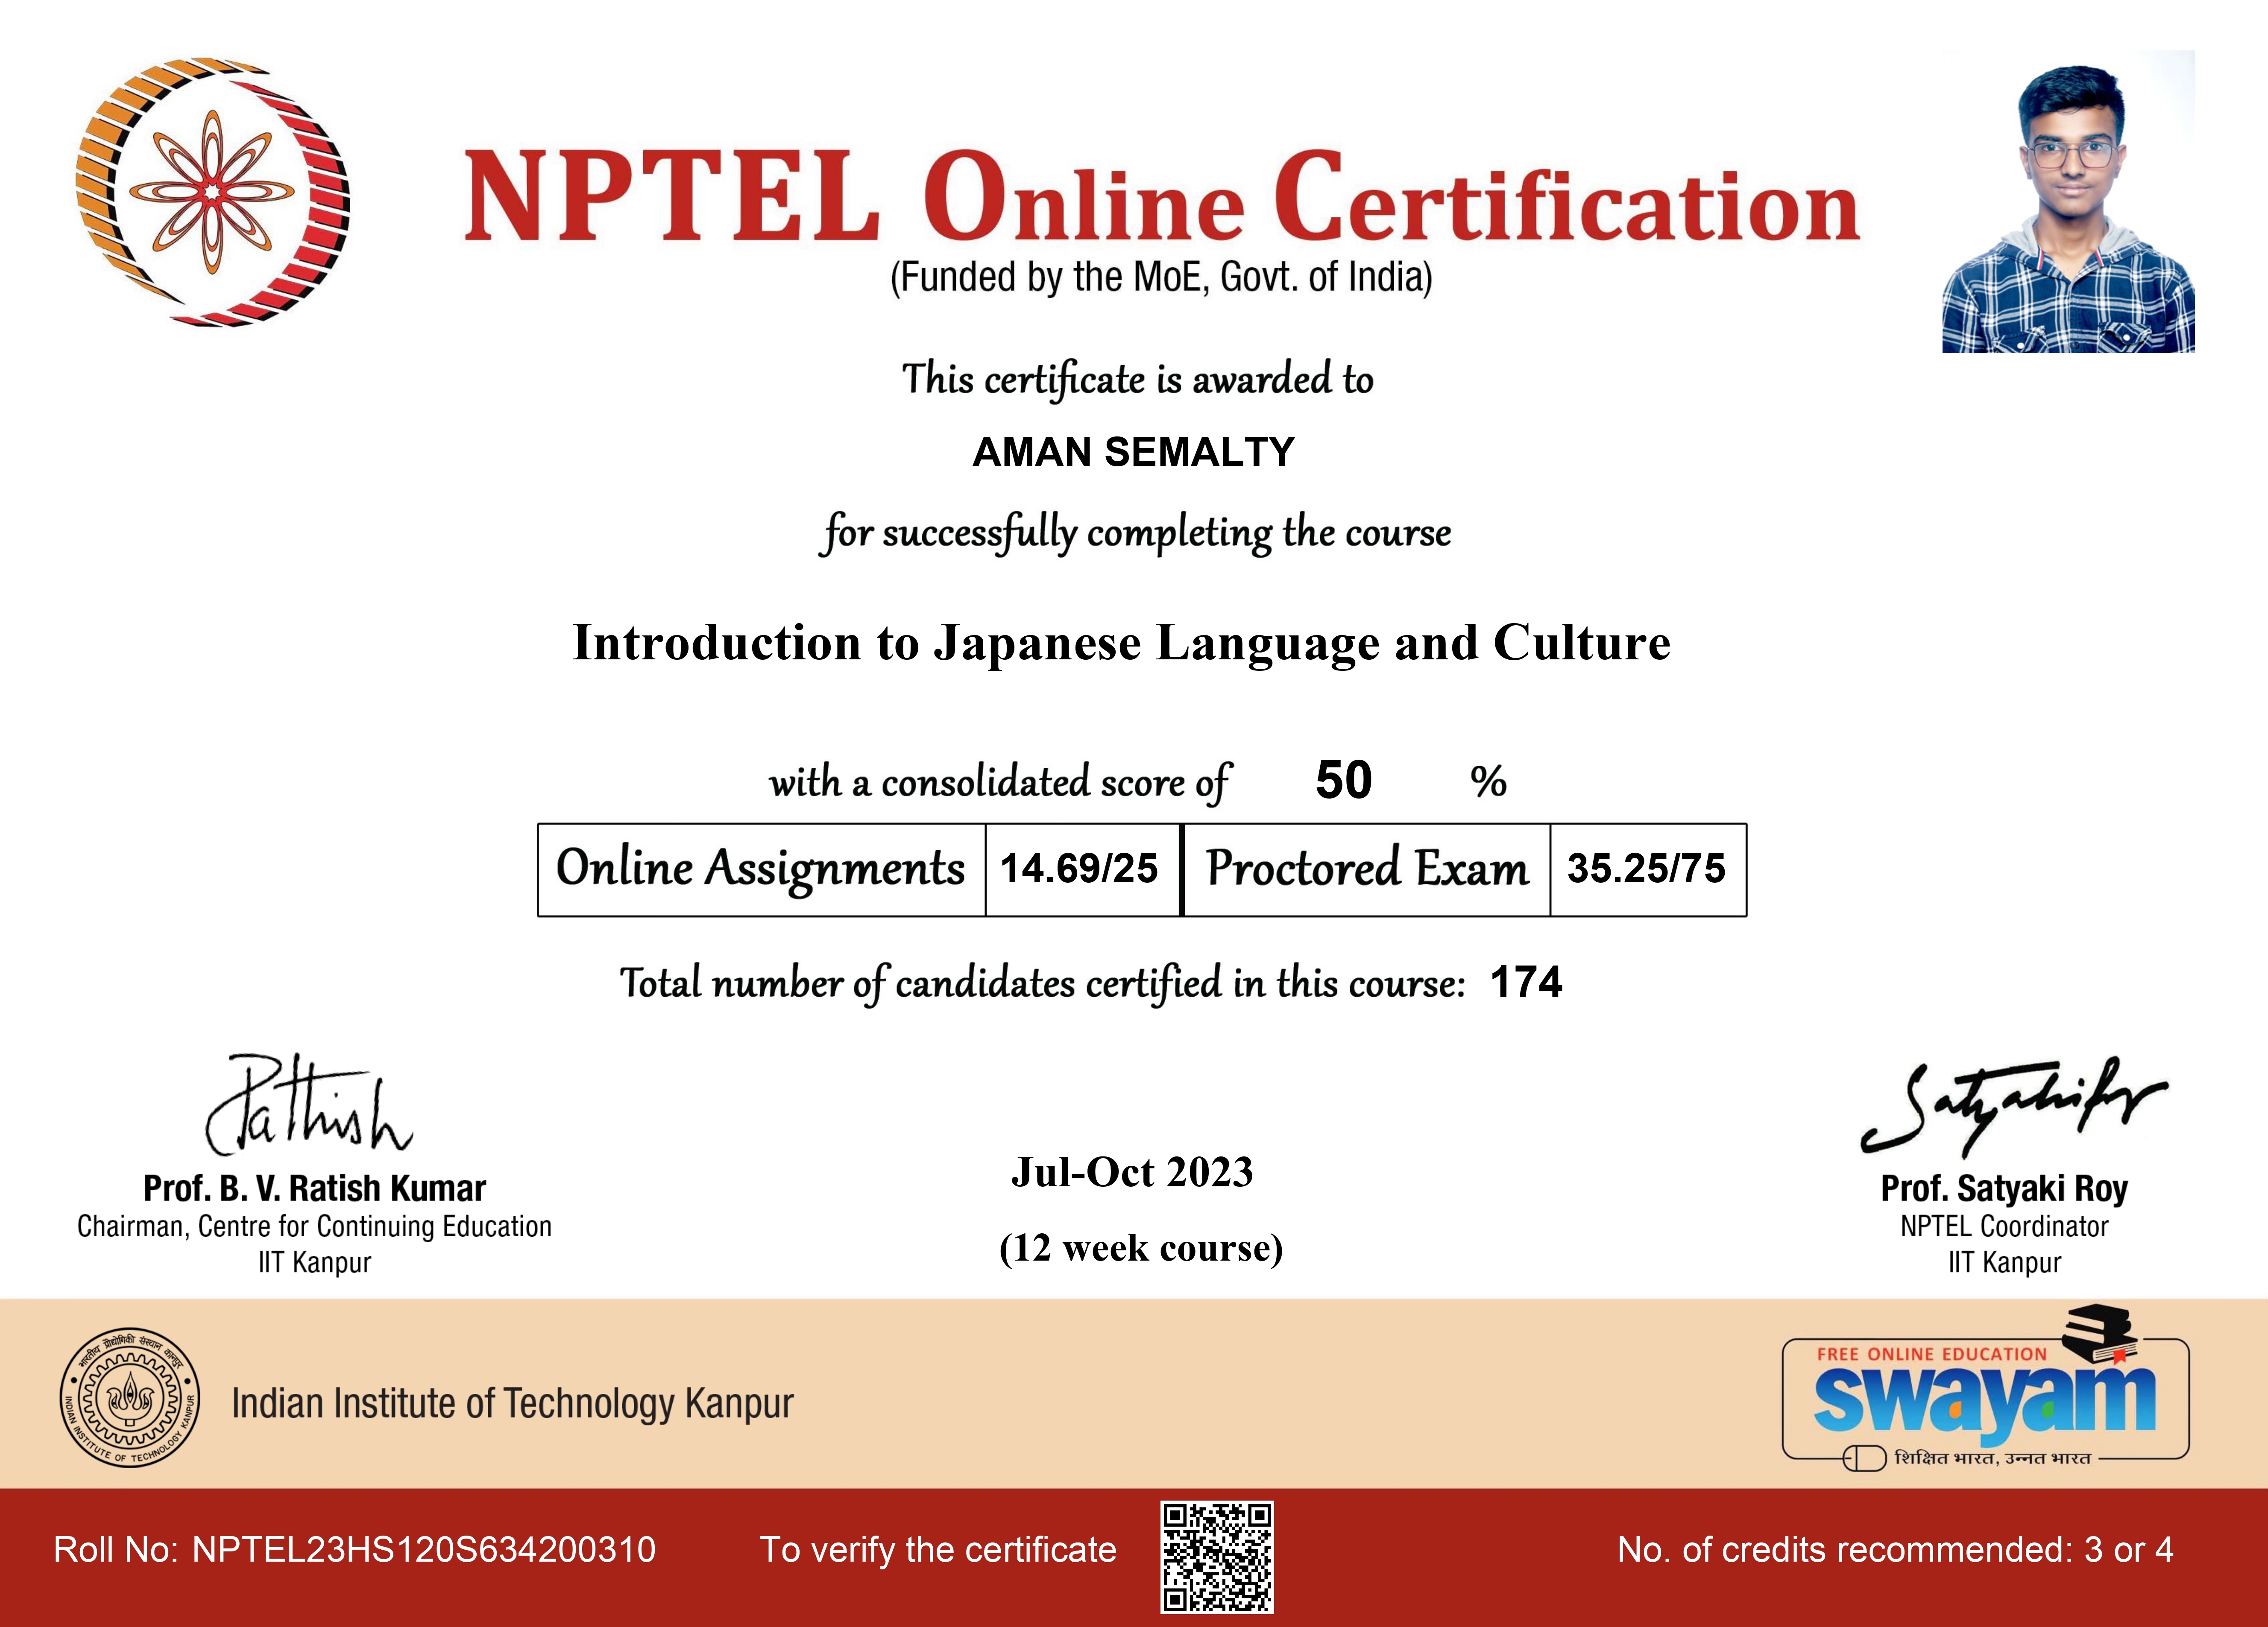 NPTEL Online Certification
(Funded by the MoE, Govt. of India)
This certificate is awarded to
AMAN SEMALTY
for successfully completing the course
Introduction to Japanese Language and Culture
with a consolidated score of 50 %
Online Assignments 14.69/25 Proctored Exam 35.25/75
Total number of candidates certified in this course: 174
Prof. B. V. Ratish Kumar
Chairman, Centre for Continuing Education
IIT Kanpur
Jul-Oct 2023
(12 week course)
Prof. Satyaki Roy
NPTEL Coordinator
IIT Kanpur
भारतीय प्रौद्योगिकी संस्थान कानपुर
INDIAN INSTITUTE OF TECHNOLOGY KANPUR
Indian Institute of Technology Kanpur
FREE ONLINE EDUCATION
swayam
शिक्षित भारत, उन्नत भारत
Roll No: NPTEL23HS120S634200310
To verify the certificate
No. of credits recommended: 3 or 4